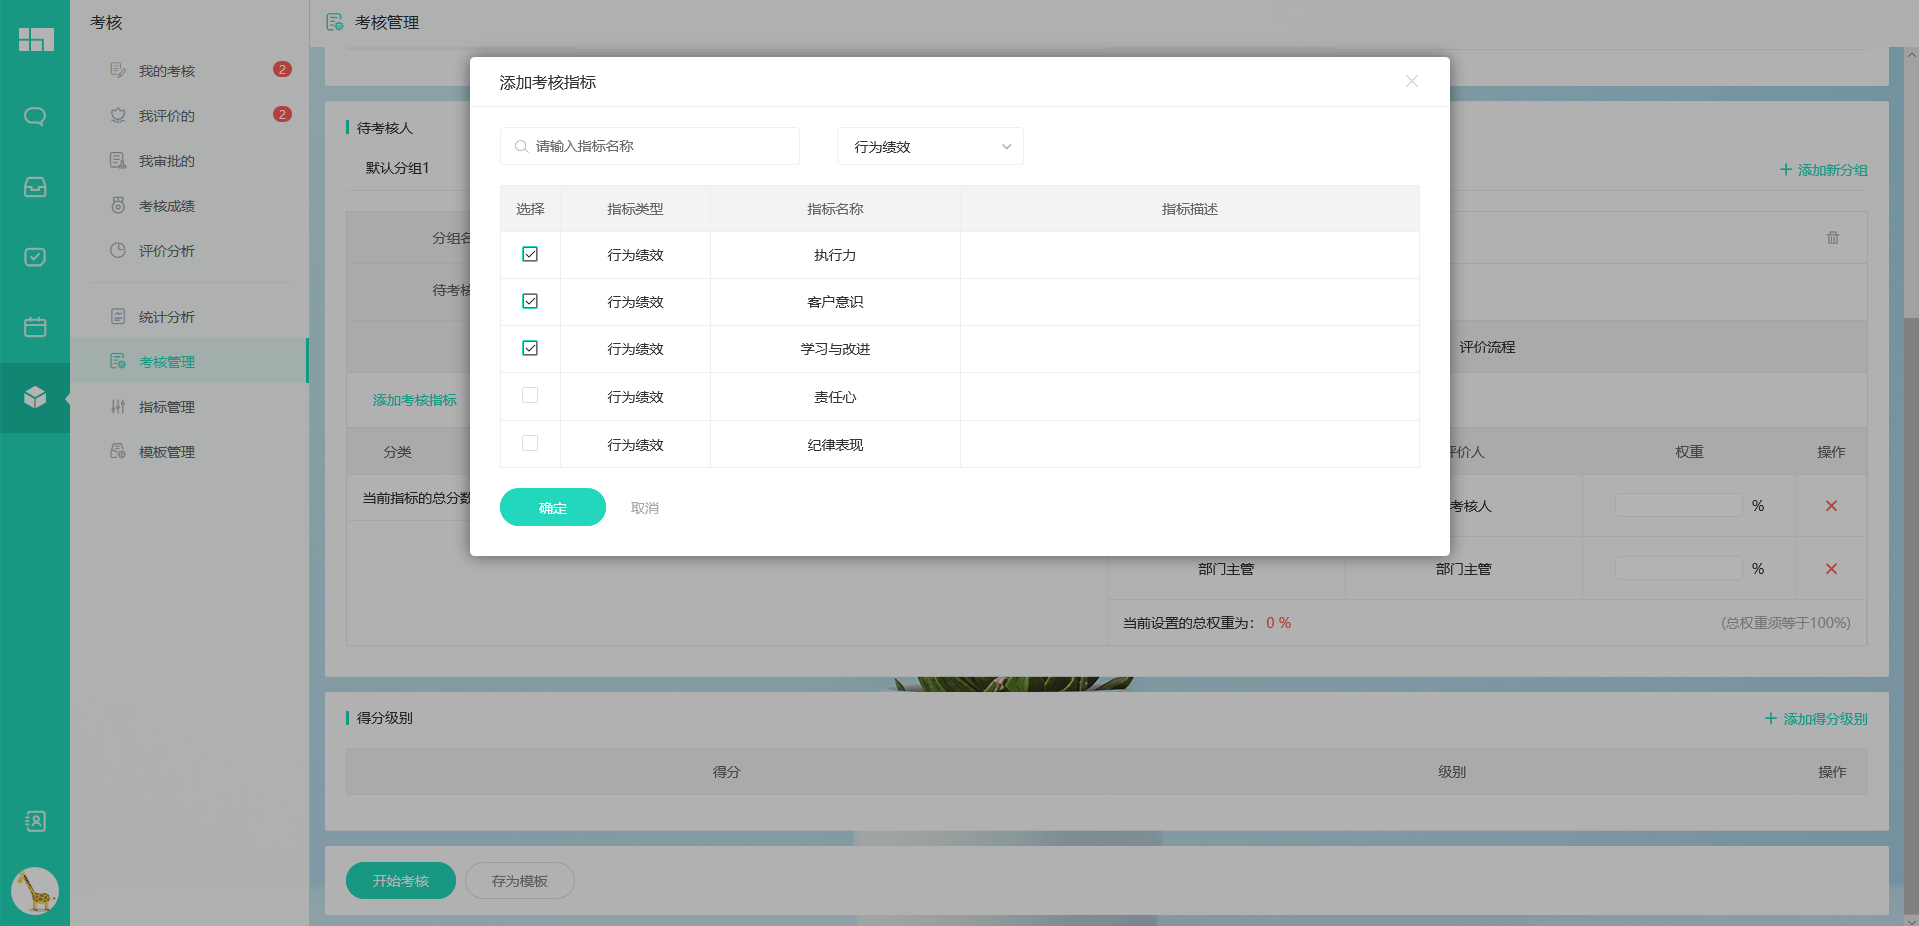 考核
考核管理
我的考核 2
我评价的 2
我审批的
考核成绩
评价分析
统计分析
考核管理
指标管理
模板管理
添加考核指标
请输入指标名称 行为绩效
选择 指标类型 指标名称 指标描述
行为绩效 执行力
行为绩效 客户意识
行为绩效 学习与改进
行为绩效 责任心
行为绩效 纪律表现
确定 取消
待考核人
默认分组1
添加新分组
分组名
待考核
评价流程
添加考核指标
分类
价人 权重 操作
当前指标的总分数
考核人 %
部门主管 部门主管 %
当前设置的总权重为: 0 % (总权重须等于100%)
得分级别
添加得分级别
得分 级别 操作
开始考核 存为模板